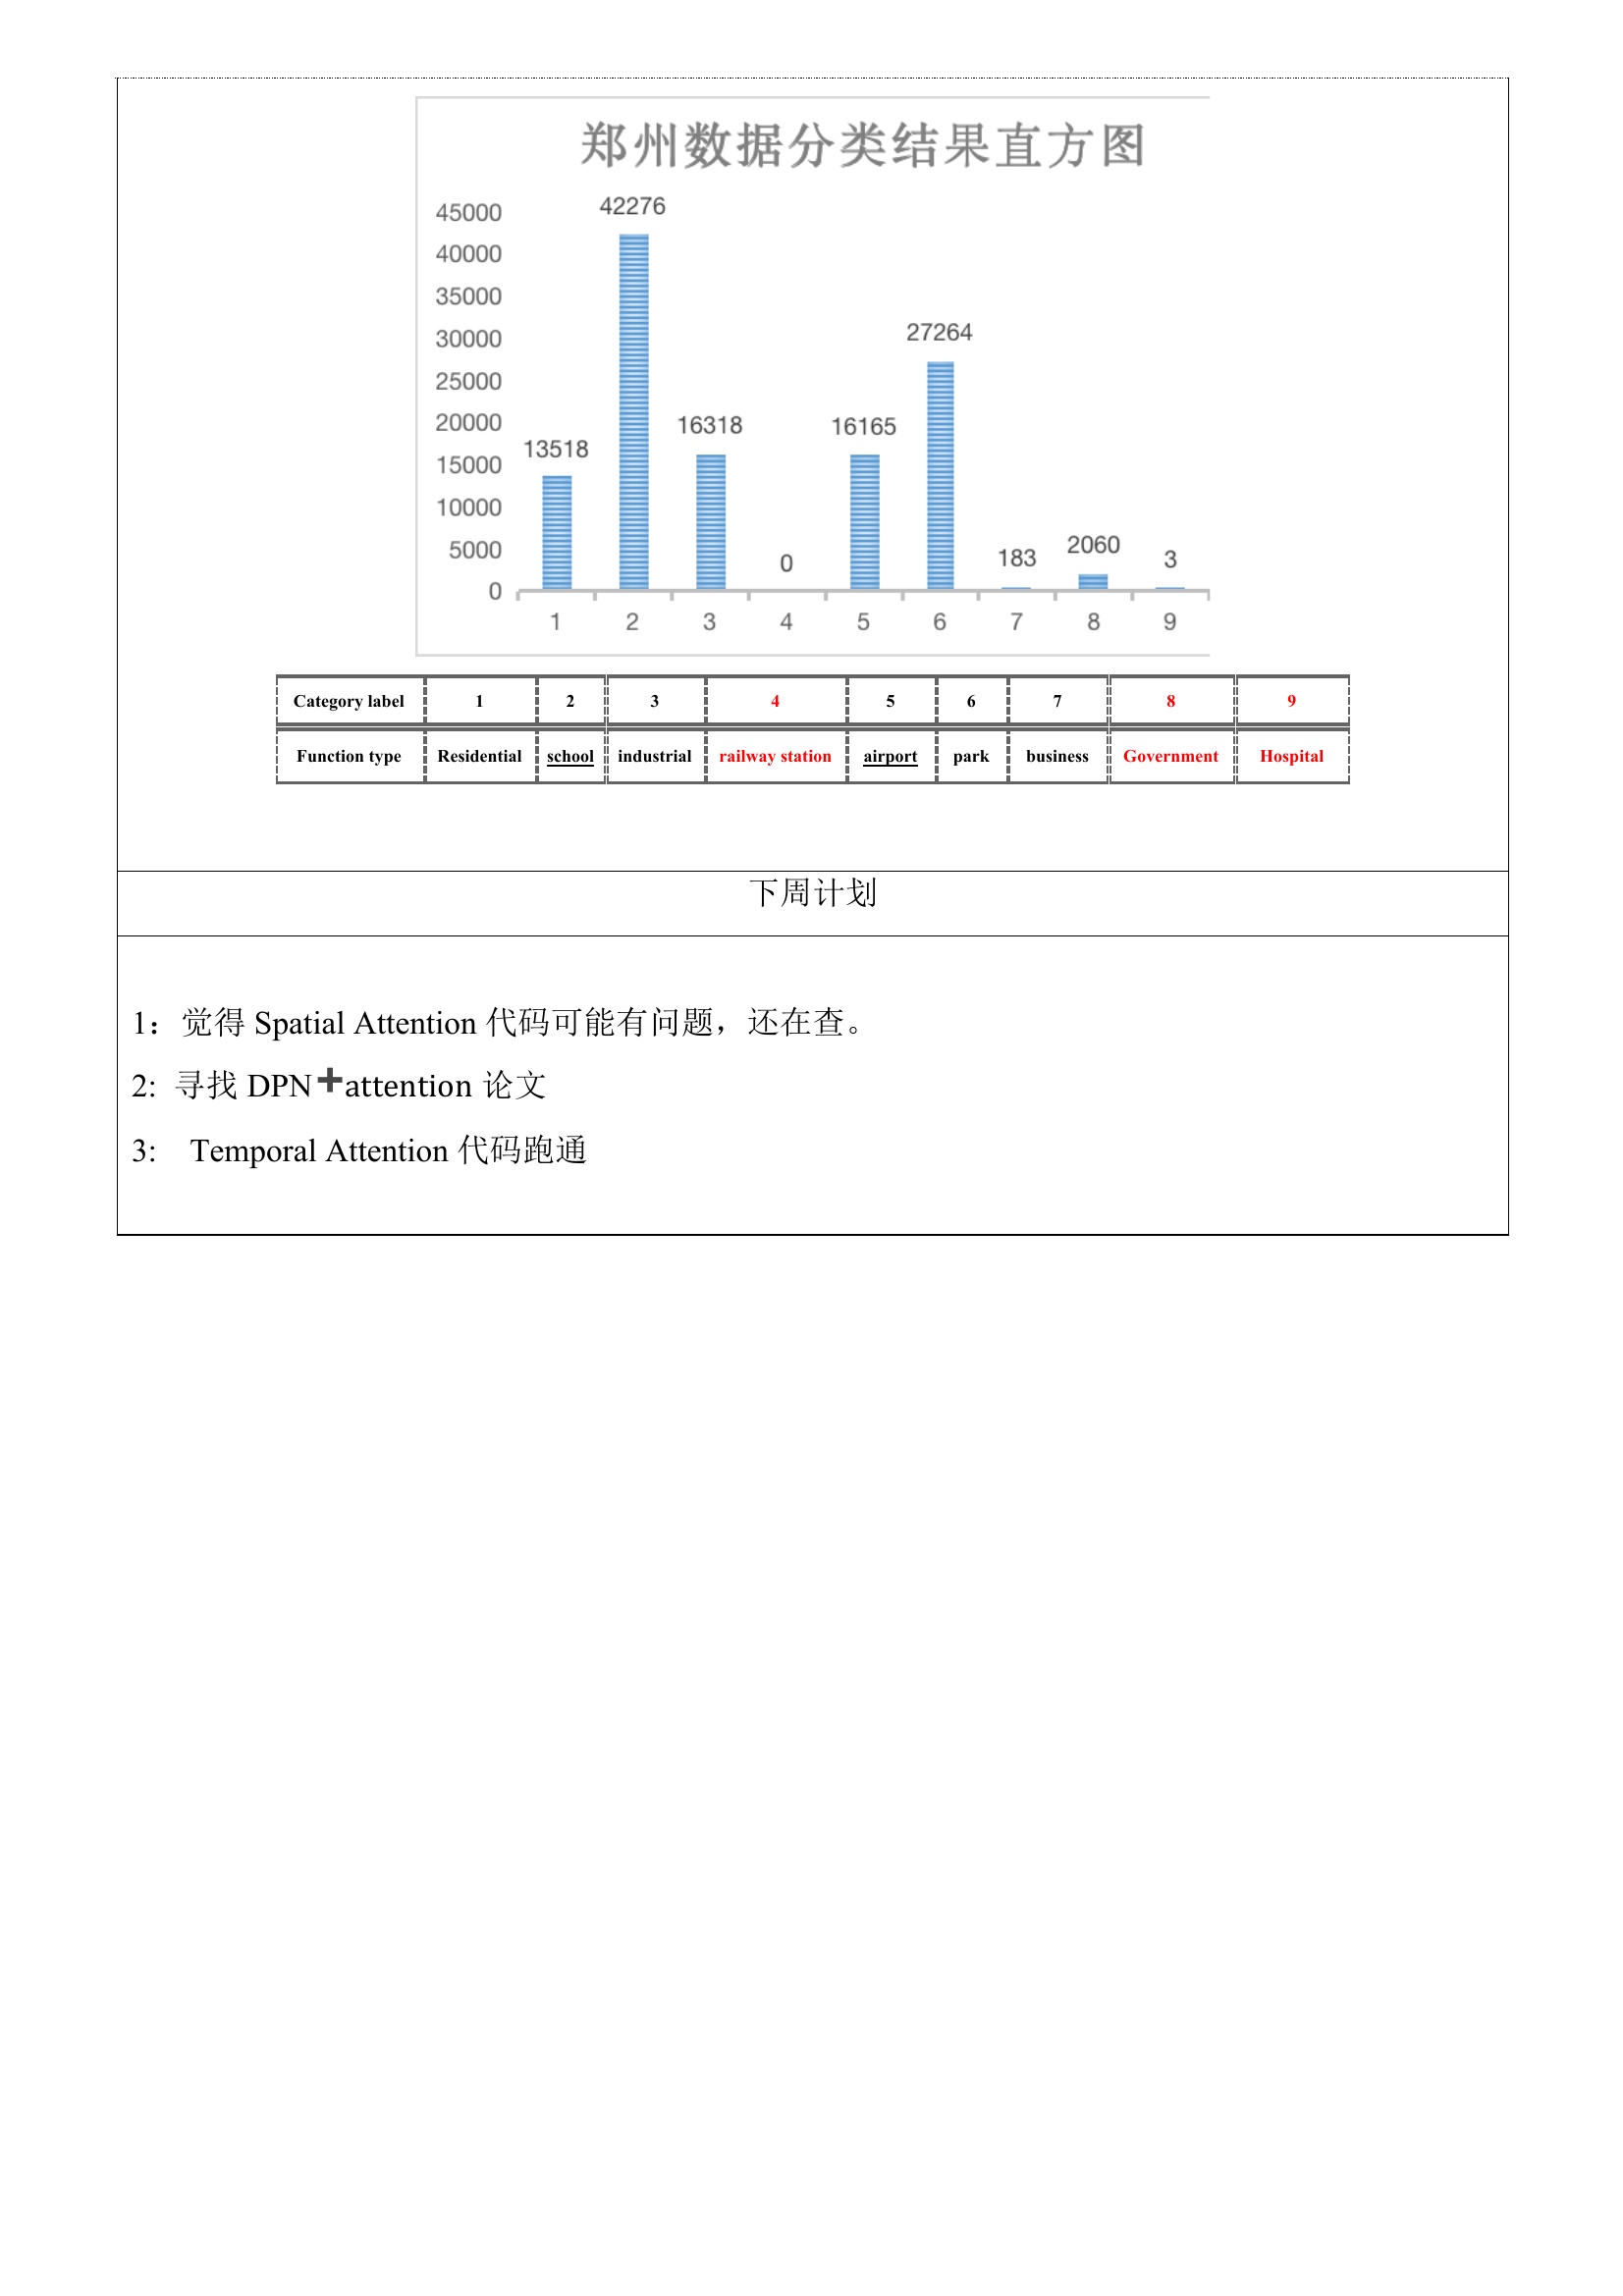 郑州数据分类结果直方图
45000
40000
35000
30000
25000
20000
15000
10000
5000
0
13518
42276
16318
0
16165
27264
183
2060
3
1 2 3 4 5 6 7 8 9
Category label 1 2 3 4 5 6 7 8 9
Function type Residential school industrial railway station airport park business Government Hospital
下周计划
1：觉得 Spatial Attention 代码可能有问题，还在查。
2: 寻找 DPN+attention 论文
3: Temporal Attention 代码跑通